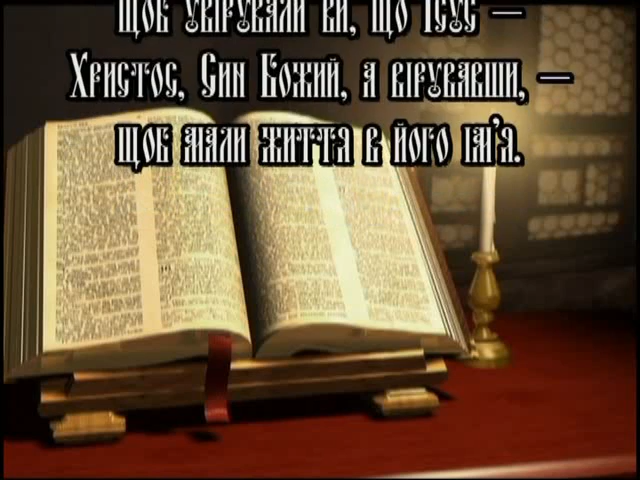 щоб увірували ви, що Ісус —
Христос, Син Божий, а вірувавши, —
щоб мали життя в його ім’я.